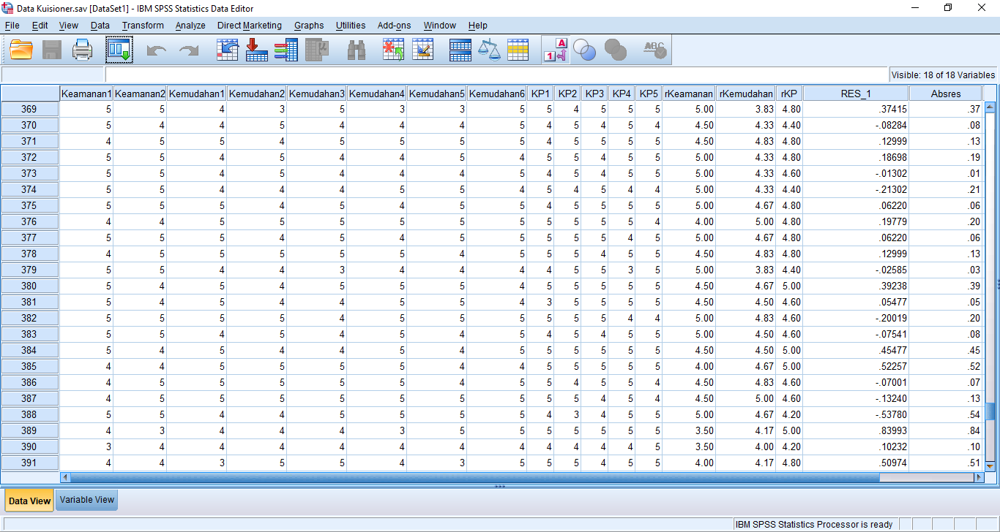 Data Kuisioner.sav [DataSet1] - IBM SPSS Statistics Data Editor
File Edit View Data Transform Analyze Direct Marketing Graphs Utilities Add-ons Window Help
Visible: 18 of 18 Variables
Keamanan1 Keamanan2 Kemudahan1 Kemudahan2 Kemudahan3 Kemudahan4 Kemudahan5 Kemudahan6 KP1 KP2 KP3 KP4 KP5 rKeamanan rKemudahan rKP RES_1 Absres
369 5 5 4 3 5 3 3 5 5 4 5 5 5 5.00 3.83 4.80 .37415 .37
370 5 4 4 5 4 4 4 5 4 5 4 5 4 4.50 4.33 4.40 -.08284 .08
371 4 5 5 4 5 5 5 5 4 5 5 5 5 4.50 4.83 4.80 .12999 .13
372 5 5 4 5 4 4 5 4 5 5 4 5 5 5.00 4.33 4.80 .18698 .19
373 5 5 4 5 4 4 4 5 4 5 4 5 5 5.00 4.33 4.60 -.01302 .01
374 5 5 4 4 4 5 5 4 5 4 5 4 4 5.00 4.33 4.40 -.21302 .21
375 5 5 5 4 5 4 5 5 4 5 5 5 5 5.00 4.67 4.80 .06220 .06
376 4 4 5 5 5 5 5 5 5 5 5 5 4 4.00 5.00 4.80 .19779 .20
377 5 5 5 4 5 4 5 5 5 5 5 4 5 5.00 4.67 4.80 .06220 .06
378 4 5 5 5 5 5 4 5 5 5 4 5 5 4.50 4.83 4.80 .12999 .13
379 5 5 4 4 3 4 4 4 4 5 5 3 5 5.00 3.83 4.40 -.02585 .03
380 5 4 5 4 5 5 5 4 5 5 5 5 5 4.50 4.67 5.00 .39238 .39
381 5 4 5 4 4 5 5 4 3 5 5 5 5 4.50 4.50 4.60 .05477 .05
382 5 5 5 5 4 5 5 5 5 5 5 4 4 5.00 4.83 4.60 -.20019 .20
383 5 5 4 5 4 5 4 5 4 5 4 5 5 5.00 4.50 4.60 -.07541 .08
384 5 4 5 4 4 5 4 5 5 5 5 5 5 4.50 4.50 5.00 .45477 .45
385 4 4 5 5 5 5 4 4 5 5 5 5 5 4.00 4.67 5.00 .52257 .52
386 4 5 5 5 5 5 4 5 5 4 5 5 4 4.50 4.83 4.60 -.07001 .07
387 4 5 5 5 5 5 5 5 5 5 4 5 4 4.50 5.00 4.60 -.13240 .13
388 5 5 4 4 5 5 5 5 4 3 4 5 5 5.00 4.67 4.20 -.53780 .54
389 4 3 4 4 4 3 5 5 5 5 5 5 5 3.50 4.17 5.00 .83993 .84
390 3 4 4 4 4 4 4 4 4 4 4 4 5 3.50 4.00 4.20 .10232 .10
391 4 4 3 5 5 4 3 5 5 5 4 5 5 4.00 4.17 4.80 .50974 .51
Data View Variable View
IBM SPSS Statistics Processor is ready